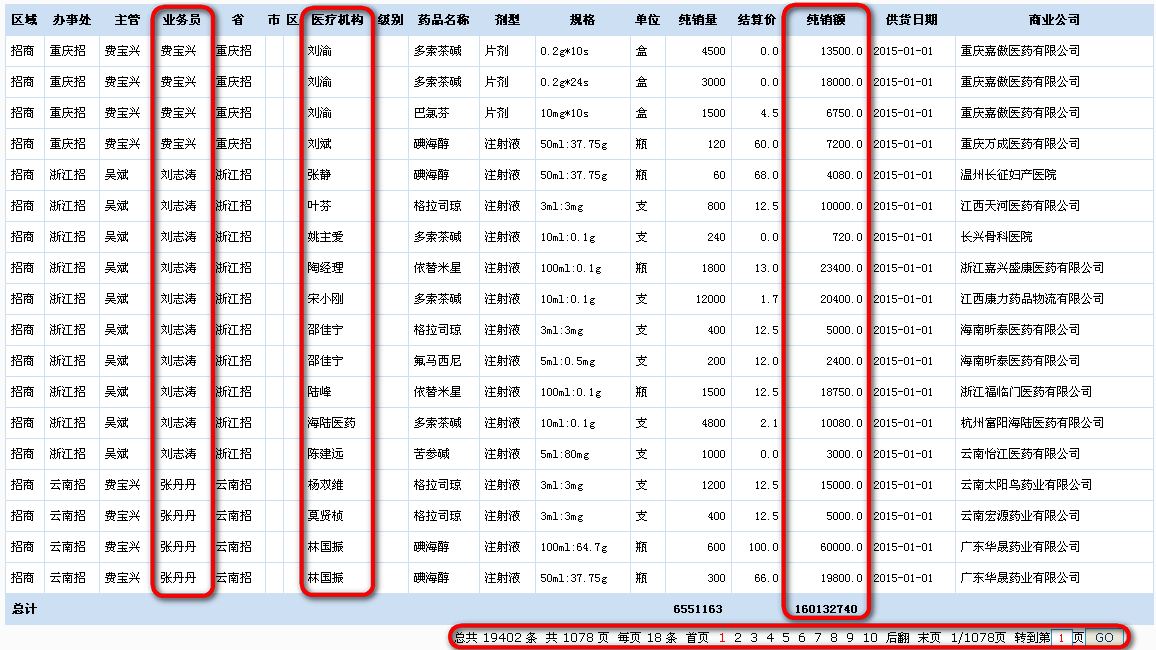 区域 办事处 主管 业务员 省 市 区 医疗机构 级别 药品名称 剂型 规格 单位 纯销量 结算价 纯销额 供货日期 商业公司
招商 重庆招 费宝兴 费宝兴 重庆招 刘渝 多索茶碱 片剂 0.2g*10s 盒 4500 0.0 13500.0 2015-01-01 重庆嘉傲医药有限公司
招商 重庆招 费宝兴 费宝兴 重庆招 刘渝 多索茶碱 片剂 0.2g*24s 盒 3000 0.0 18000.0 2015-01-01 重庆嘉傲医药有限公司
招商 重庆招 费宝兴 费宝兴 重庆招 刘渝 巴氯芬 片剂 10mg*10s 盒 1500 4.5 6750.0 2015-01-01 重庆嘉傲医药有限公司
招商 重庆招 费宝兴 费宝兴 重庆招 刘斌 碘海醇 注射液 50ml:37.75g 瓶 120 60.0 7200.0 2015-01-01 重庆万成医药有限公司
招商 浙江招 吴斌 刘志涛 浙江招 张静 碘海醇 注射液 50ml:37.75g 瓶 60 68.0 4080.0 2015-01-01 温州长征妇产医院
招商 浙江招 吴斌 刘志涛 浙江招 叶芬 格拉司琼 注射液 3ml:3mg 支 800 12.5 10000.0 2015-01-01 江西天河医药有限公司
招商 浙江招 吴斌 刘志涛 浙江招 姚主爱 多索茶碱 注射液 10ml:0.1g 支 240 0.0 720.0 2015-01-01 长兴骨科医院
招商 浙江招 吴斌 刘志涛 浙江招 陶经理 依替米星 注射液 100ml:0.1g 瓶 1800 13.0 23400.0 2015-01-01 浙江嘉兴盛康医药有限公司
招商 浙江招 吴斌 刘志涛 浙江招 宋小刚 多索茶碱 注射液 10ml:0.1g 支 12000 1.7 20400.0 2015-01-01 江西康力药品物流有限公司
招商 浙江招 吴斌 刘志涛 浙江招 邵佳宁 格拉司琼 注射液 3ml:3mg 支 400 12.5 5000.0 2015-01-01 海南昕泰医药有限公司
招商 浙江招 吴斌 刘志涛 浙江招 邵佳宁 氟马西尼 注射液 5ml:0.5mg 支 200 12.0 2400.0 2015-01-01 海南昕泰医药有限公司
招商 浙江招 吴斌 刘志涛 浙江招 陆峰 依替米星 注射液 100ml:0.1g 瓶 1500 12.5 18750.0 2015-01-01 浙江福临门医药有限公司
招商 浙江招 吴斌 刘志涛 浙江招 海陆医药 多索茶碱 注射液 10ml:0.1g 支 4800 2.1 10080.0 2015-01-01 杭州富阳海陆医药有限公司
招商 浙江招 吴斌 刘志涛 浙江招 陈建远 苦参碱 注射液 5ml:80mg 支 1000 0.0 3000.0 2015-01-01 云南怡江医药有限公司
招商 云南招 费宝兴 张丹丹 云南招 杨双维 格拉司琼 注射液 3ml:3mg 支 1200 12.5 15000.0 2015-01-01 云南太阳鸟药业有限公司
招商 云南招 费宝兴 张丹丹 云南招 莫贤桢 格拉司琼 注射液 3ml:3mg 支 400 12.5 5000.0 2015-01-01 云南宏源药业有限公司
招商 云南招 费宝兴 张丹丹 云南招 林国振 碘海醇 注射液 100ml:64.7g 瓶 600 100.0 60000.0 2015-01-01 广东华晟药业有限公司
招商 云南招 费宝兴 张丹丹 云南招 林国振 碘海醇 注射液 50ml:37.75g 瓶 300 66.0 19800.0 2015-01-01 广东华晟药业有限公司
总计 6551163 160132740
总共 19402 条 共 1078 页 每页 18 条 首页 1 2 3 4 5 6 7 8 9 10 后翻 末页 1/1078页 转到第 1 页 GO